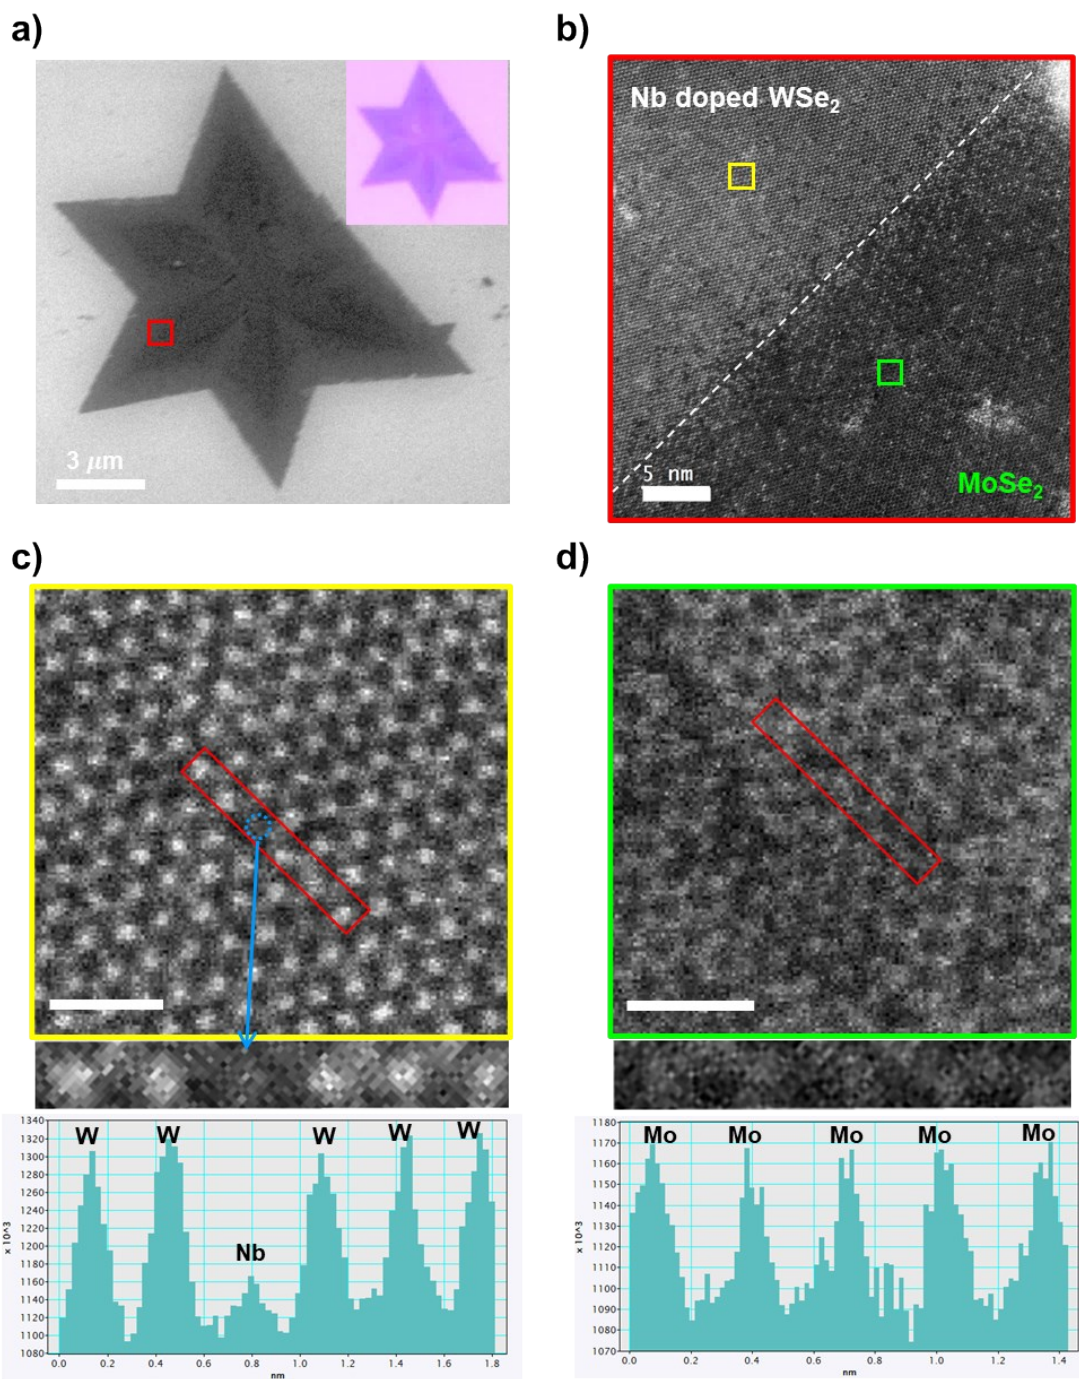 a)
3 μm
b)
Nb doped WSe₂
5 nm
MoSe₂
c)
d)
1340
1320
1300
1280
1260
1240
1220
1200
1180
1160
1140
1120
1100
1080
x 10^3
W
W
Nb
W
W
W
0.0 0.2 0.4 0.6 0.8 1.0 1.2 1.4 1.6 1.8
nm
1180
1170
1160
1150
1140
1130
1120
1110
1100
1090
1080
1070
x 10^3
Mo
Mo
Mo
Mo
Mo
0.0 0.2 0.4 0.6 0.8 1.0 1.2 1.4
nm